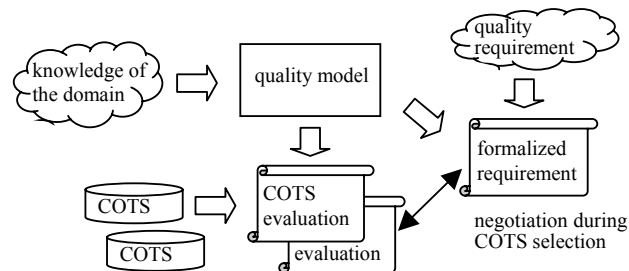 quality
requirement
knowledge of
the domain
quality model
formalized
requirement
COTS
evaluation
COTS
COTS
evaluation
negotiation during
COTS selection